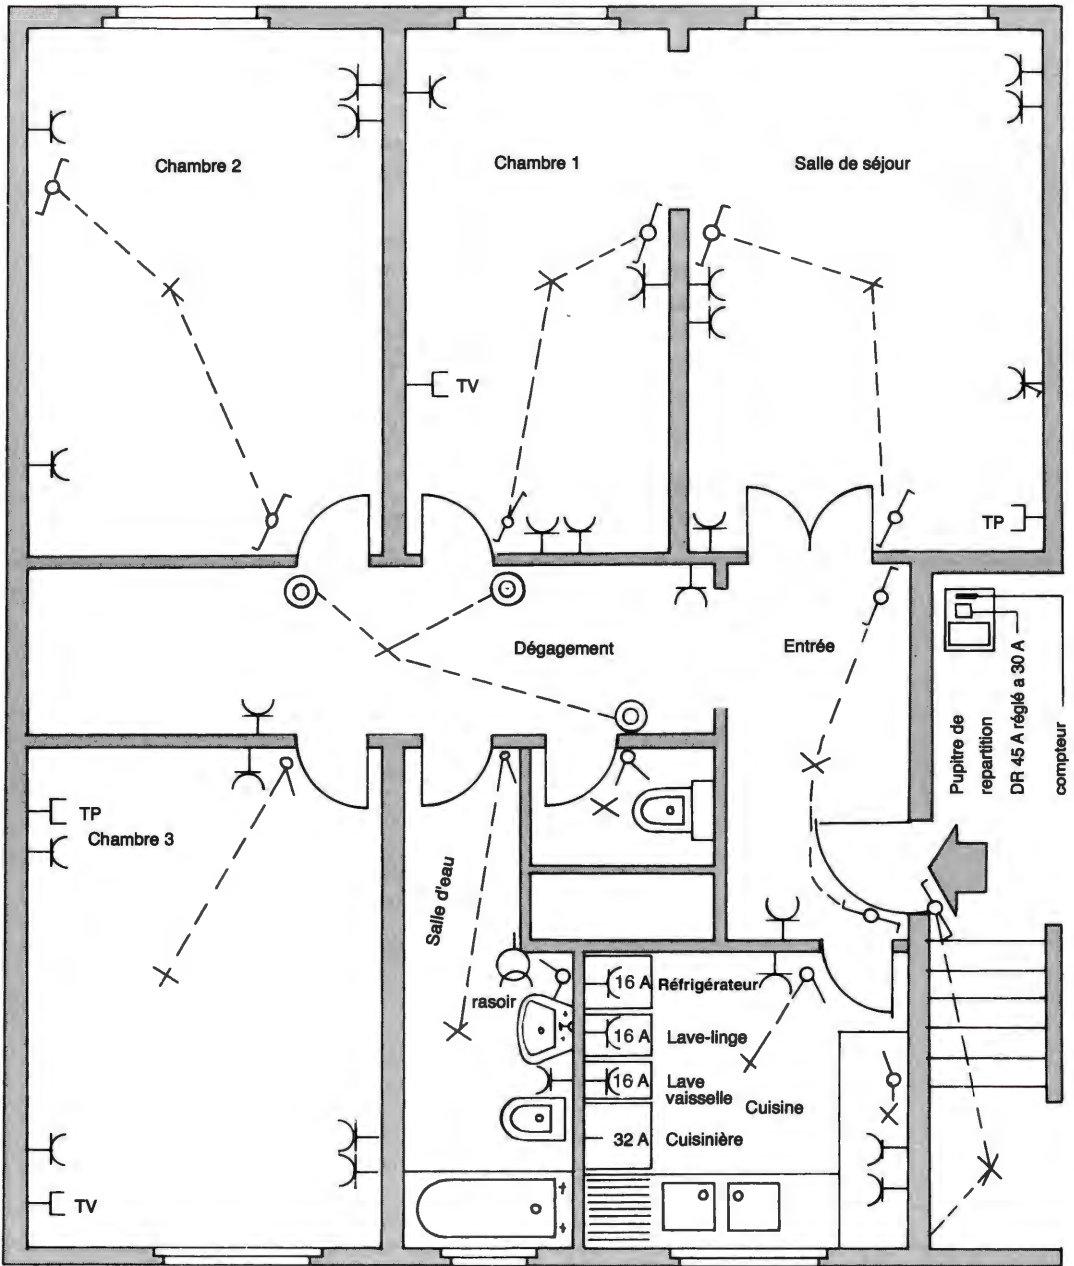 Chambre 2
Chambre 1
Salle de séjour
TV
TP
Dégagement
Entrée
Pupitre de
repartition
DR 45 A réglé a 30 A
compteur
TP
Chambre 3
Salle d'eau
rasoir
16 A Réfrigérateur
16 A Lave-linge
16 A Lave
vaisselle
Cuisine
32 A Cuisinière
TV